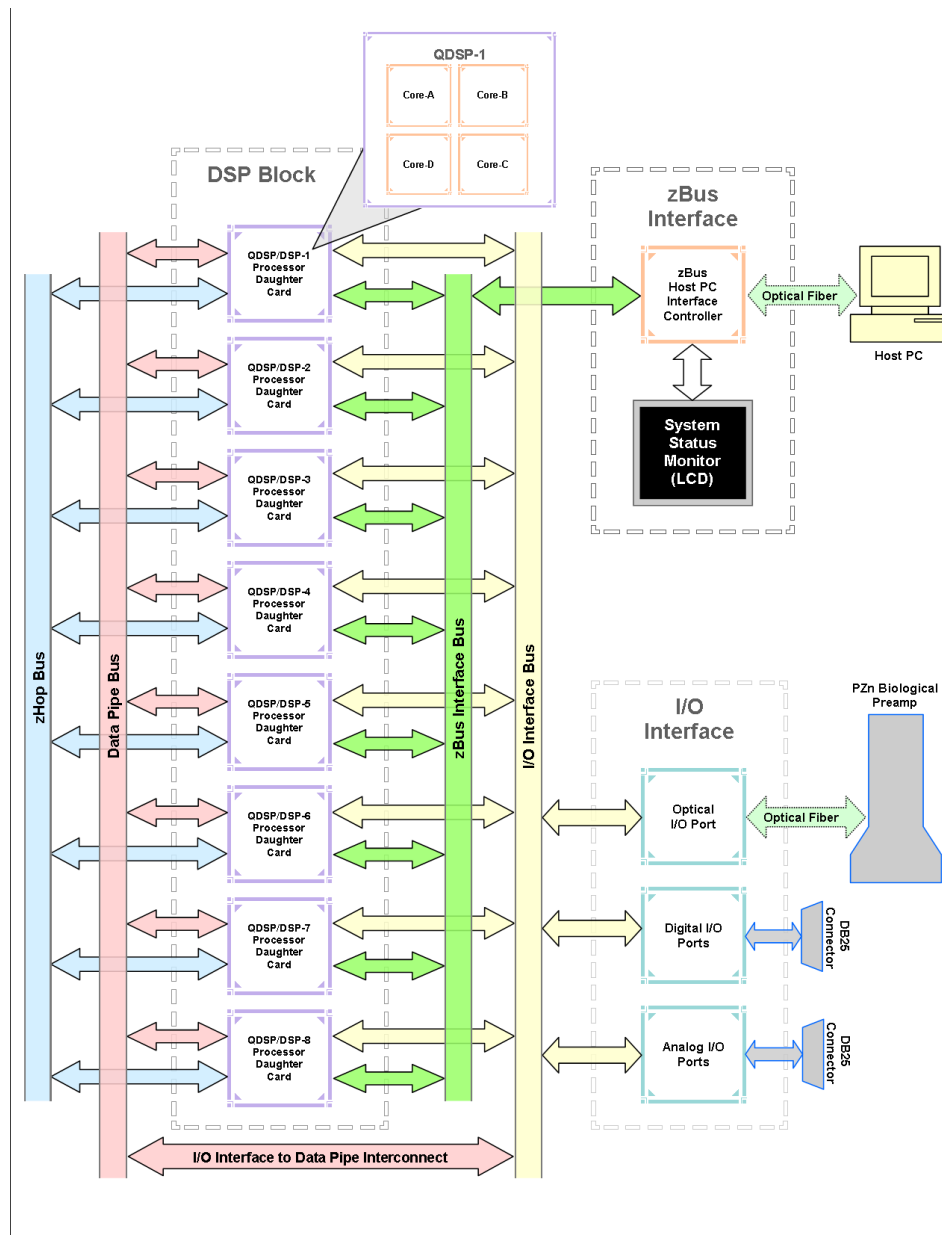 QDSP-1
Core-A
Core-B
Core-D
Core-C
DSP Block
zBus
Interface
QDSP/DSP-1
Processor
Daughter
Card
zBus
Host PC
Interface
Controller
Optical Fiber
Host PC
System
Status
Monitor
(LCD)
QDSP/DSP-2
Processor
Daughter
Card
QDSP/DSP-3
Processor
Daughter
Card
QDSP/DSP-4
Processor
Daughter
Card
QDSP/DSP-5
Processor
Daughter
Card
QDSP/DSP-6
Processor
Daughter
Card
QDSP/DSP-7
Processor
Daughter
Card
QDSP/DSP-8
Processor
Daughter
Card
zHop Bus
Data Pipe Bus
zBus Interface Bus
I/O Interface Bus
I/O
Interface
PZn Biological
Preamp
Optical
I/O Port
Optical Fiber
Digital I/O
Ports
DB25
Connector
Analog I/O
Ports
DB25
Connector
I/O Interface to Data Pipe Interconnect